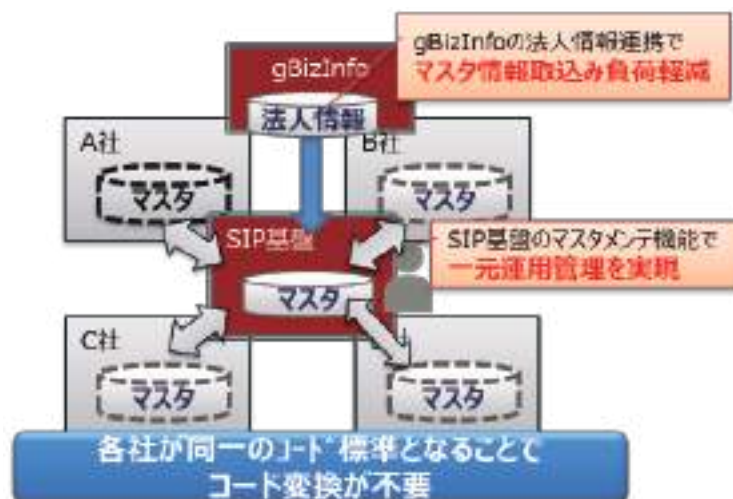 gBizInfoの法人情報連携で
マスタ情報取込み負荷軽減
gBizInfo
法人情報
A社
マスタ
B社
マスタ
SIP基盤
マスタ
SIP基盤のマスタメンテ機能で
一元運用管理を実現
C社
マスタ
マスタ
各社が同一のコード標準となることで
コード変換が不要